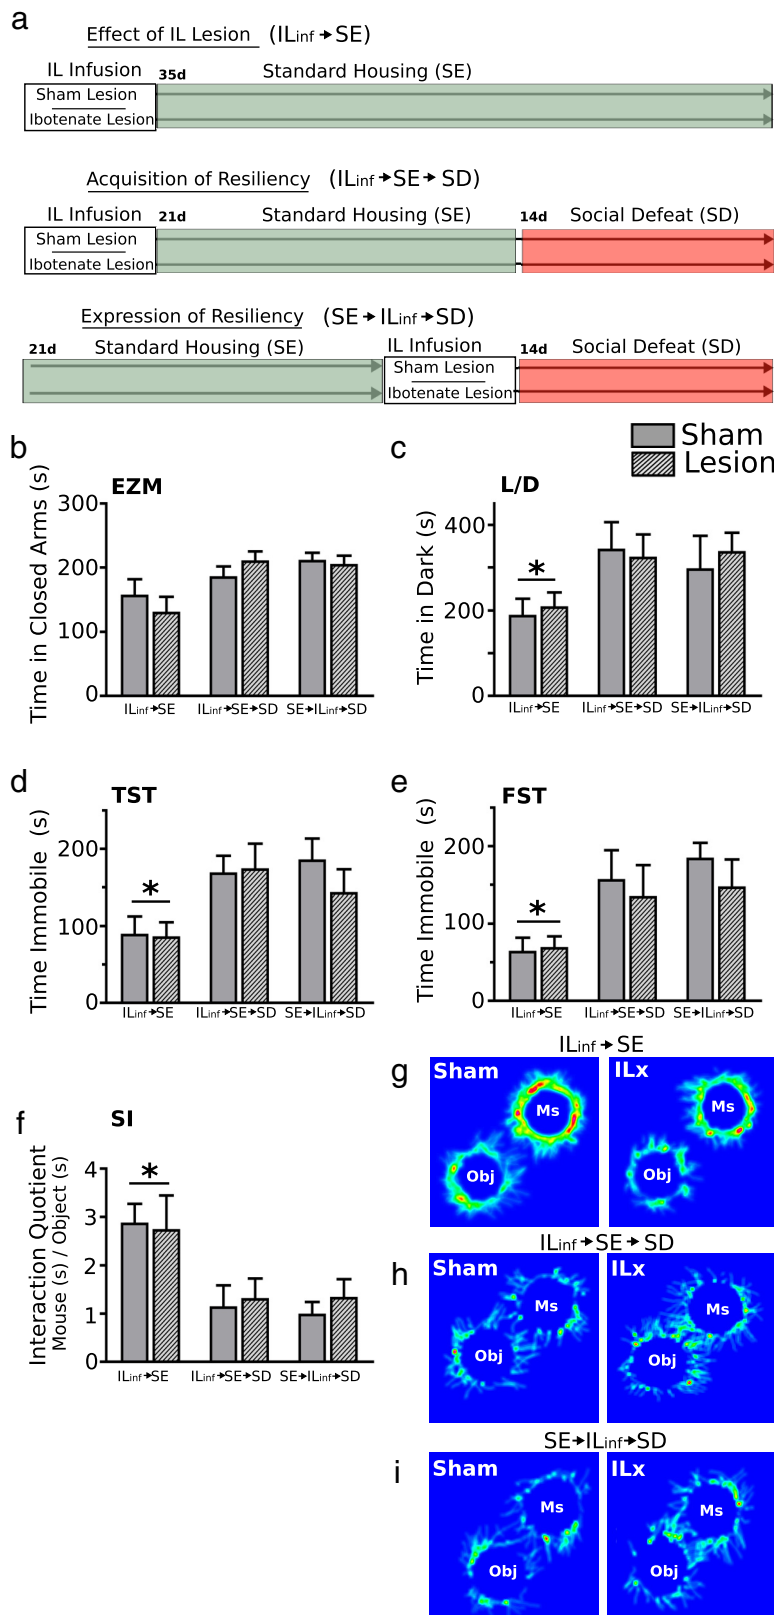 a
Effect of IL Lesion (ILinf→SE)
IL Infusion 35d Standard Housing (SE)
Sham Lesion
Ibotenate Lesion
Acquisition of Resiliency (ILinf→SE→SD)
IL Infusion 21d Standard Housing (SE) 14d Social Defeat (SD)
Sham Lesion
Ibotenate Lesion
Expression of Resiliency (SE→ILinf→SD)
21d Standard Housing (SE) IL Infusion 14d Social Defeat (SD)
Sham Lesion
Ibotenate Lesion
Sham
Lesion
b
EZM
Time in Closed Arms (s)
300
200
100
0
ILinf→SE ILinf→SE→SD SE→ILinf→SD
c
L/D
Time in Dark (s)
400
200
0
*
ILinf→SE ILinf→SE→SD SE→ILinf→SD
d
TST
Time Immobile (s)
200
100
0
*
ILinf→SE ILinf→SE→SD SE→ILinf→SD
e
FST
Time Immobile (s)
200
100
0
*
ILinf→SE ILinf→SE→SD SE→ILinf→SD
f
SI
Interaction Quotient
Mouse (s) / Object (s)
4
3
2
1
0
*
ILinf→SE ILinf→SE→SD SE→ILinf→SD
ILinf→SE
g
Sham ILx
Ms Ms
Obj Obj
ILinf→SE→SD
h
Sham ILx
Ms Ms
Obj Obj
SE→ILinf→SD
i
Sham ILx
Ms Ms
Obj Obj